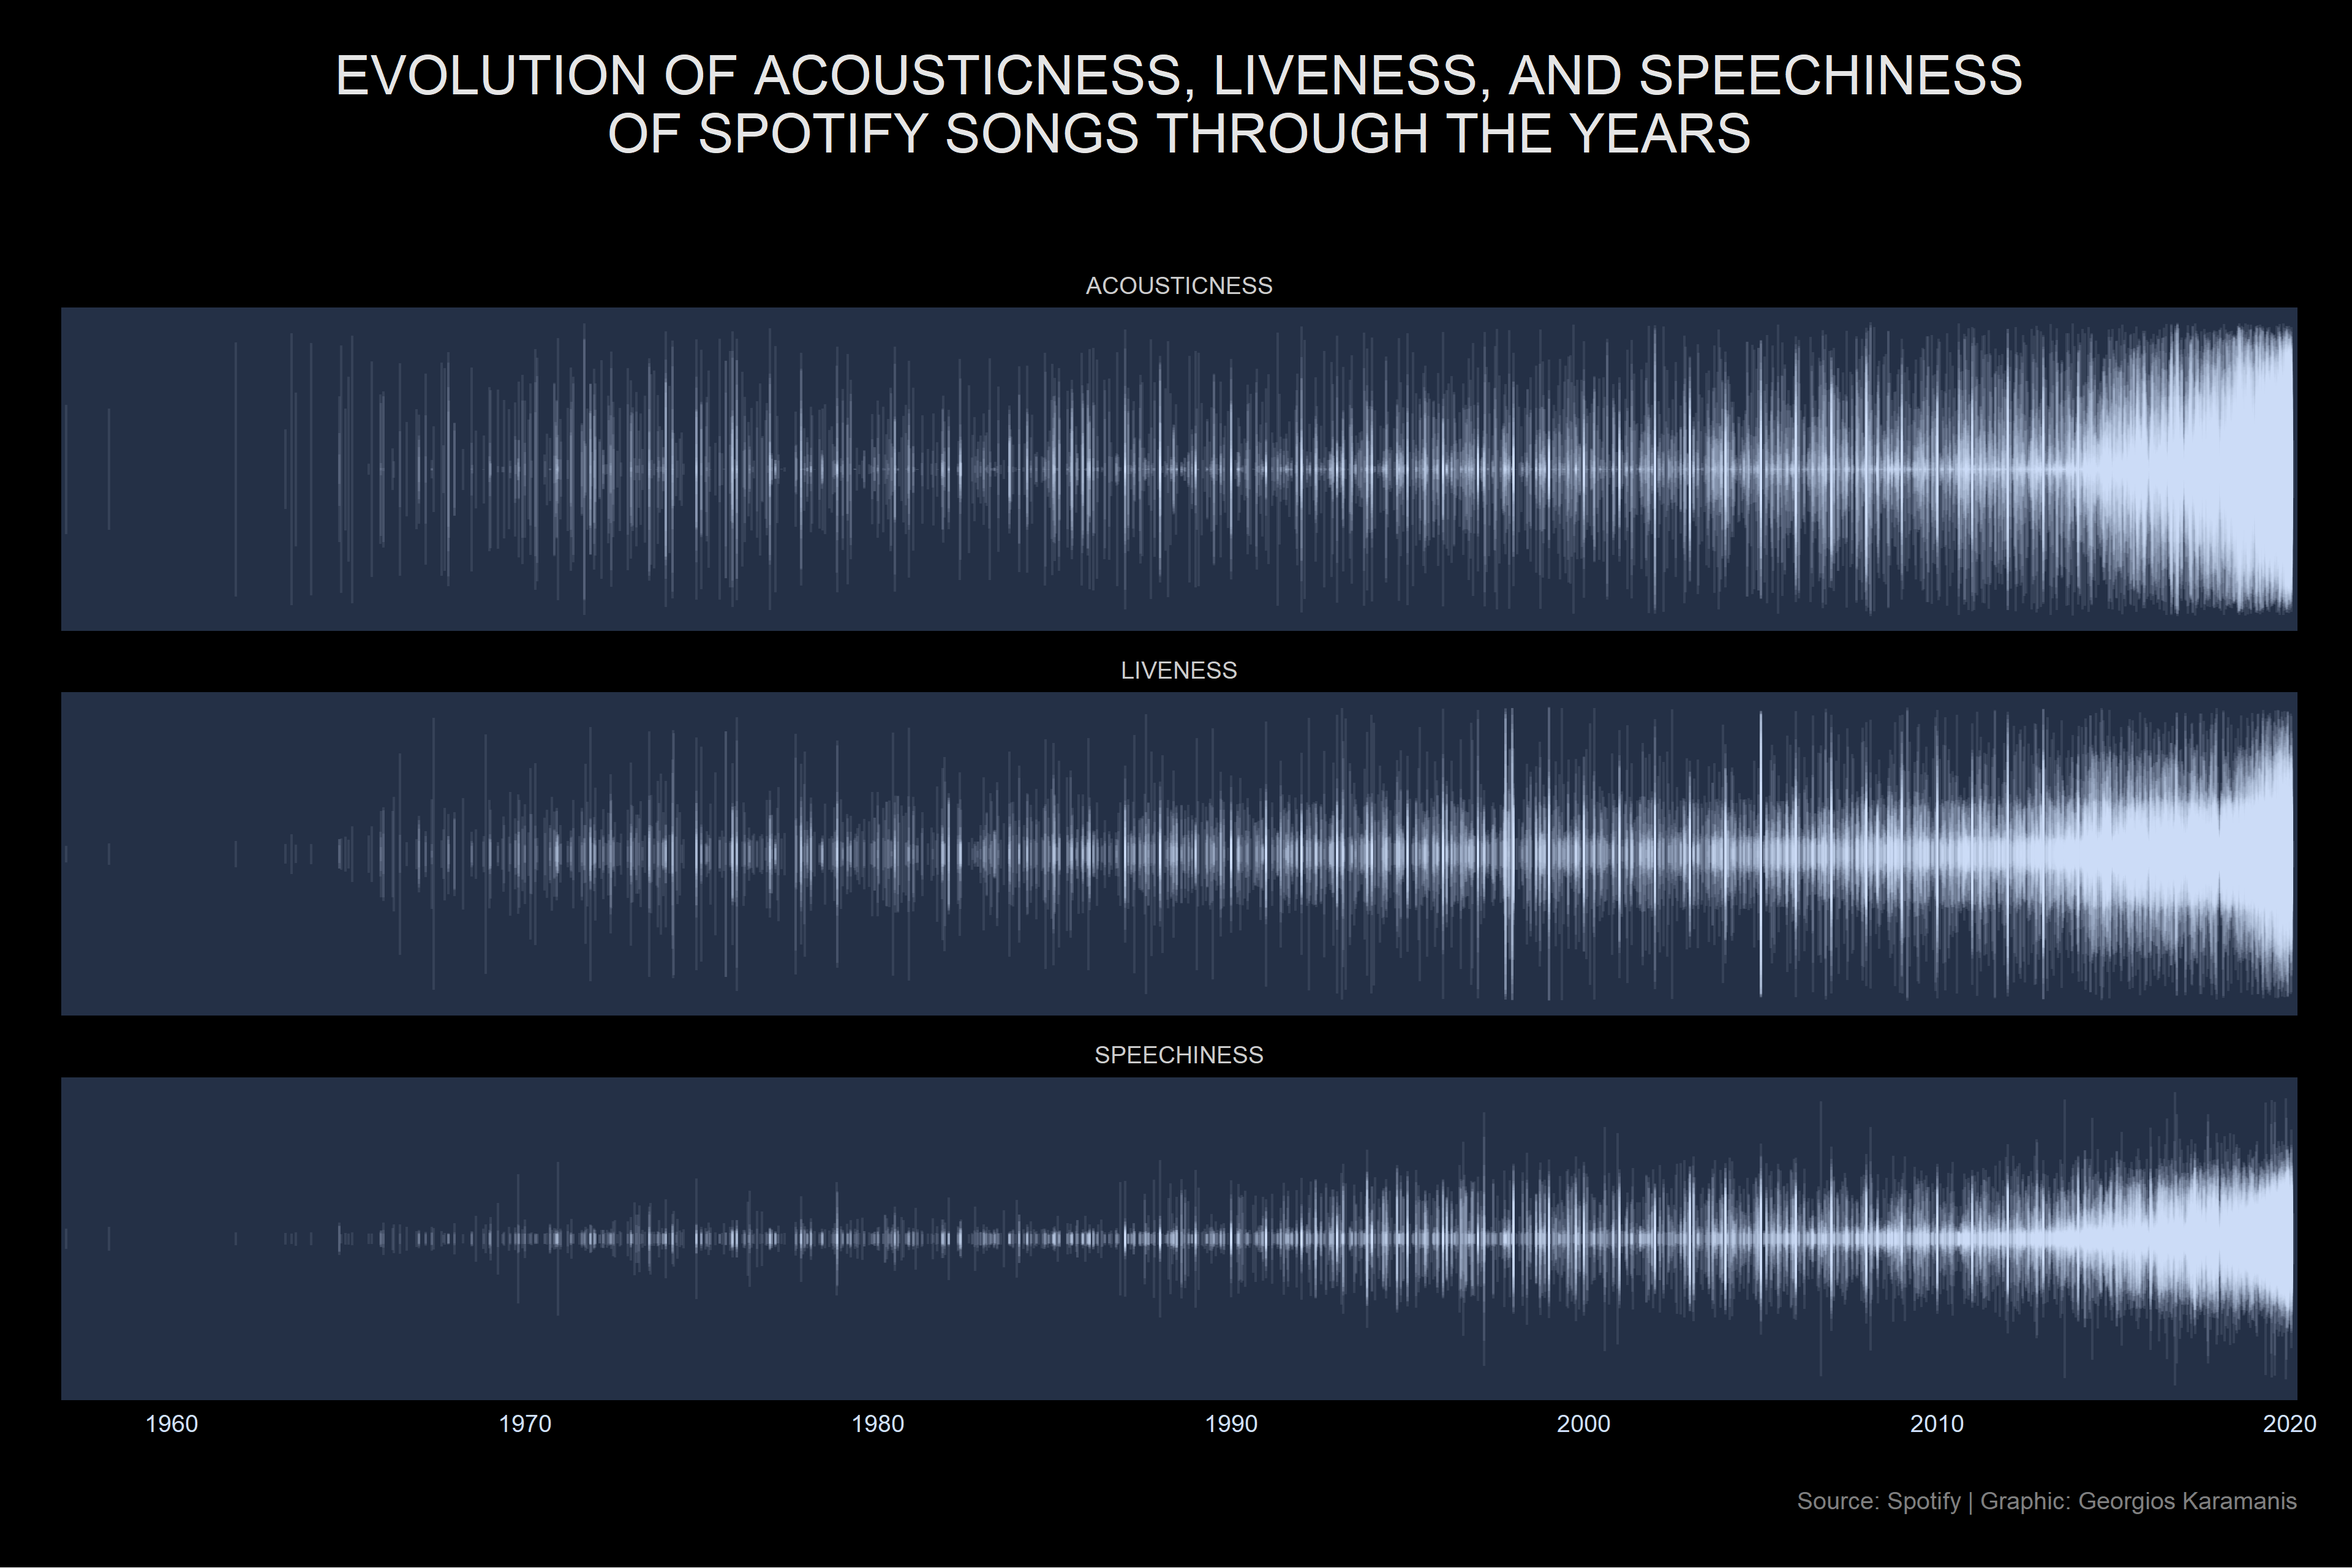 EVOLUTION OF ACOUSTICNESS, LIVENESS, AND SPEECHINESS
OF SPOTIFY SONGS THROUGH THE YEARS
ACOUSTICNESS
LIVENESS
SPEECHINESS
1960 1970 1980 1990 2000 2010 2020
Source: Spotify | Graphic: Georgios Karamanis